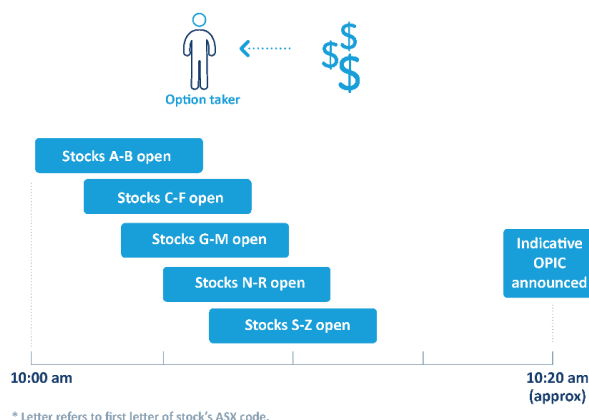 $
$
$
Option taker
Stocks A-B open
Stocks C-F open
Stocks G-M open
Indicative
OPIC
announced
Stocks N-R open
Stocks S-Z open
10:00 am
10:20 am
(approx)
* Letter refers to first letter of stock's ASX code.